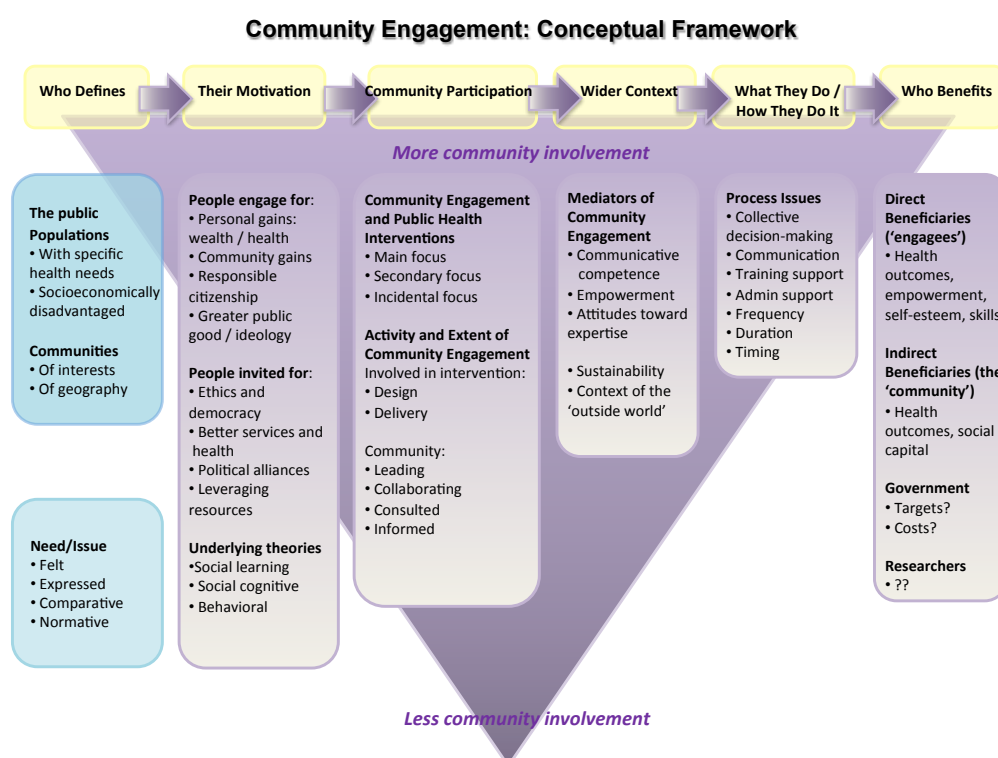 Community Engagement: Conceptual Framework
Who Defines
Their Motivation
Community Participation
Wider Context
What They Do /
How They Do It
Who Benefits
More community involvement
The public
Populations
• With specific
health needs
• Socioeconomically
disadvantaged
Communities
• Of interests
• Of geography
Need/Issue
• Felt
• Expressed
• Comparative
• Normative
People engage for:
• Personal gains:
wealth / health
• Community gains
• Responsible
citizenship
• Greater public
good / ideology
People invited for:
• Ethics and
democracy
• Better services and
health
• Political alliances
• Leveraging
resources
Underlying theories
•Social learning
• Social cognitive
• Behavioral
Community Engagement
and Public Health
Interventions
• Main focus
• Secondary focus
• Incidental focus
Activity and Extent of
Community Engagement
Involved in intervention:
• Design
• Delivery
Community:
• Leading
• Collaborating
• Consulted
• Informed
Mediators of
Community
Engagement
• Communicative
competence
• Empowerment
• Attitudes toward
expertise
• Sustainability
• Context of the
‘outside world’
Process Issues
• Collective
decision-making
• Communication
• Training support
• Admin support
• Frequency
• Duration
• Timing
Direct
Beneficiaries
(‘engagees’)
• Health
outcomes,
empowerment,
self-esteem, skills
Indirect
Beneficiaries (the
‘community’)
• Health
outcomes, social
capital
Government
• Targets?
• Costs?
Researchers
• ??
Less community involvement